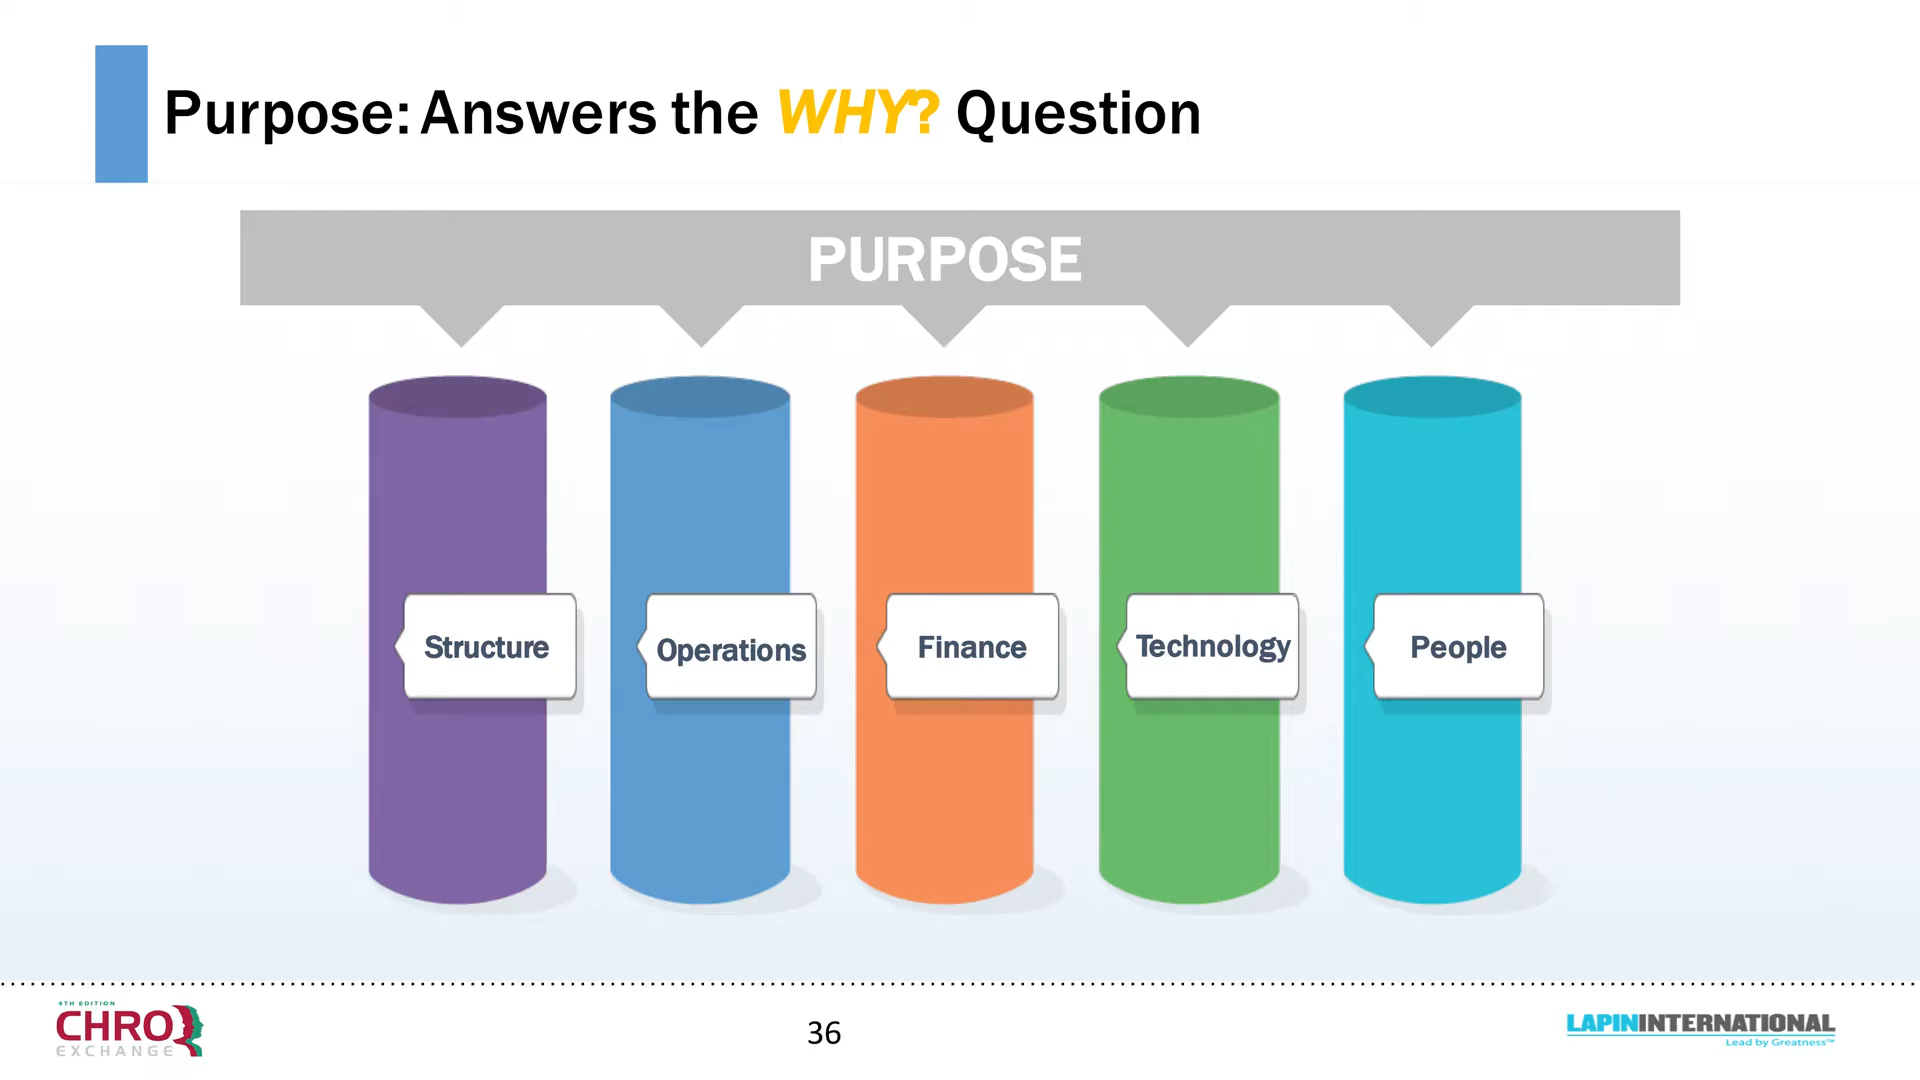 Purpose: Answers the WHY? Question
PURPOSE
Structure
Operations
Finance
Technology
People
4TH EDITION
CHRO
EXCHANGE
36
LAPININTERNATIONAL
Lead by Greatness™